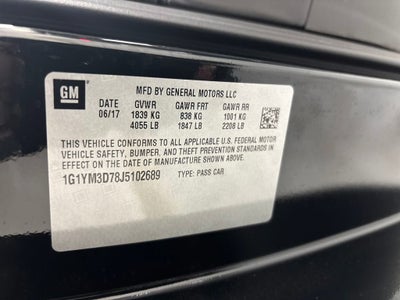 GM
MFD BY GENERAL MOTORS LLC
DATE GVWR GAWR FRT GAWR RR
06/17 1839 KG 838 KG 1001 KG
4055 LB 1847 LB 2206 LB
THIS VEHICLE CONFORMS TO ALL APPLICABLE U.S. FEDERAL MOTOR
VEHICLE SAFETY, BUMPER, AND THEFT PREVENTION STANDARDS IN
EFFECT ON THE DATE OF MANUFACTURE SHOWN ABOVE.
1G1YM3D78J5102689 TYPE: PASS CAR